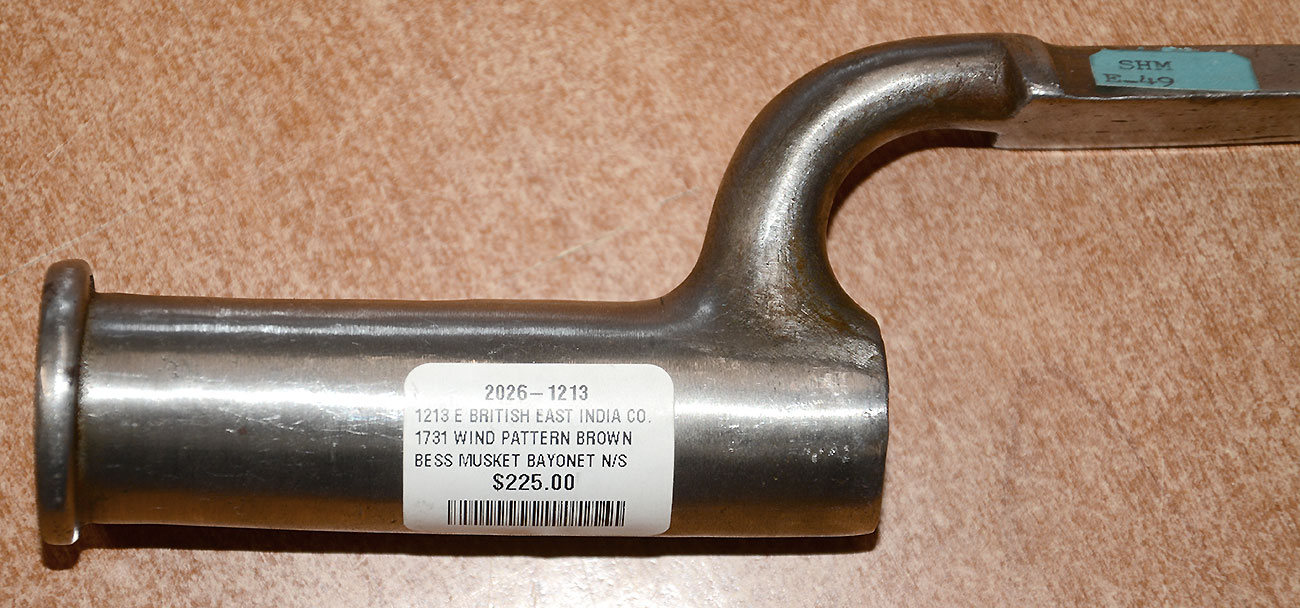 SHM
E-49
2026-1213
1213 E BRITISH EAST INDIA CO.
1731 WIND PATTERN BROWN
BESS MUSKET BAYONET N/S
$225.00